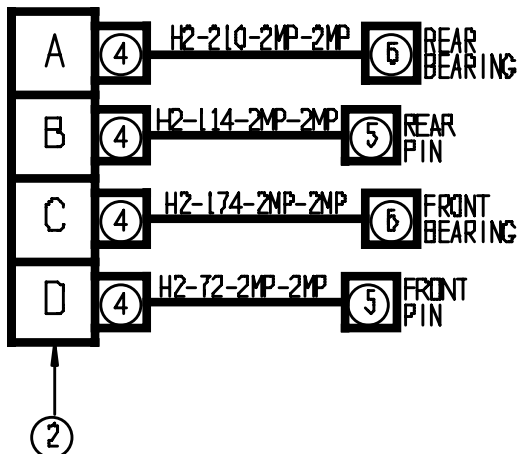 A 4 H2-210-2MP-2MP 6 REAR
BEARING
B 4 H2-114-2MP-2MP 5 REAR
PIN
C 4 H2-174-2MP-2MP 6 FRONT
BEARING
D 4 H2-72-2MP-2MP 5 FRONT
PIN
2